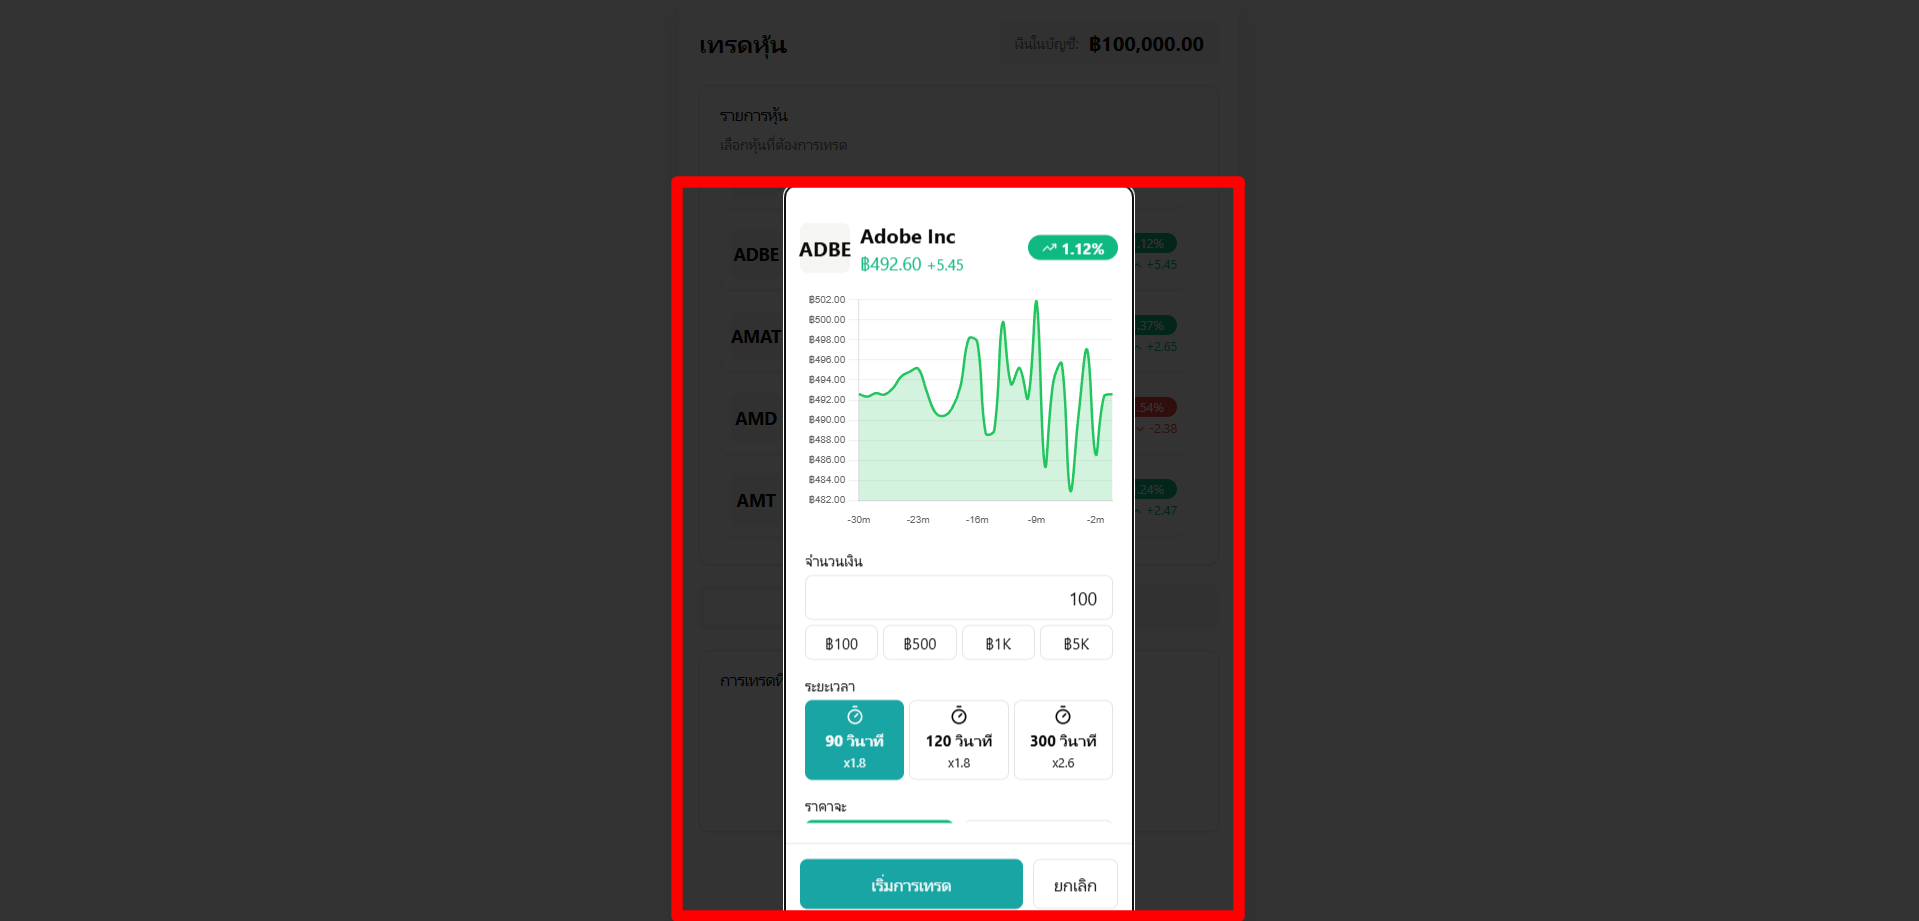 เทรดหุ้น
เงินในบัญชี: ฿100,000.00
รายการหุ้น
เลือกหุ้นที่ต้องการเทรด
ADBE
Adobe Inc
1.12%
฿492.60 +5.45
ADBE
.12%
+5.45
฿502.00
฿500.00
฿498.00
฿496.00
฿494.00
฿492.00
฿490.00
฿488.00
฿486.00
฿484.00
฿482.00
-30m -23m -16m -9m -2m
AMAT
.37%
+2.65
AMD
.54%
-2.38
AMT
.24%
+2.47
จำนวนเงิน
100
฿100 ฿500 ฿1K ฿5K
การเทรดที่
ระยะเวลา
90 วินาที 120 วินาที 300 วินาที
x1.8 x1.8 x2.6
ราคาจะ
เริ่มการเทรด ยกเลิก